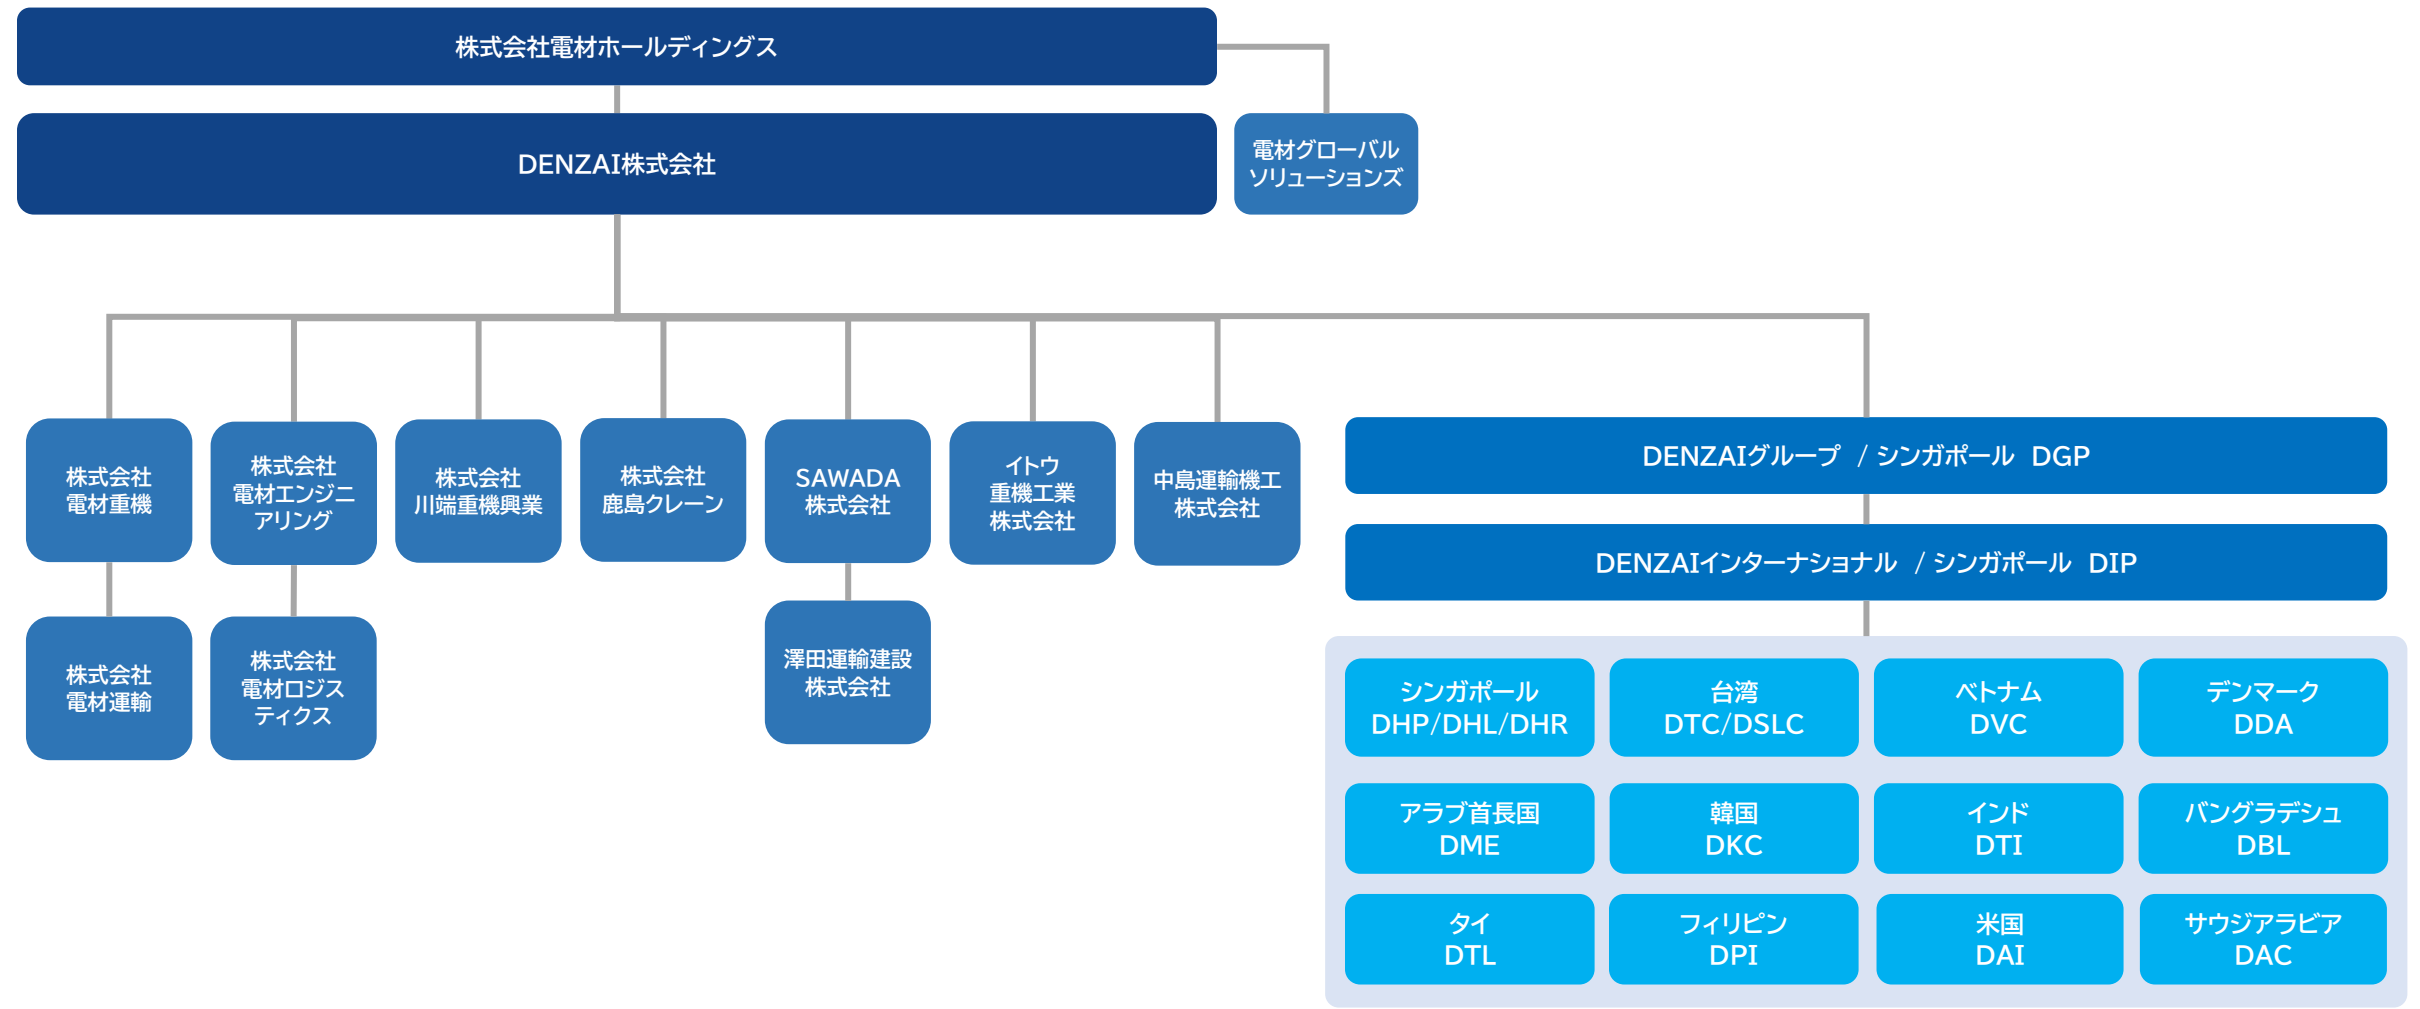 株式会社電材ホールディングス
DENZAI株式会社
電材グローバル
ソリューションズ
株式会社
電材重機
株式会社
電材エンジニ
アリング
株式会社
川端重機興業
株式会社
鹿島クレーン
SAWADA
株式会社
イトウ
重機工業
株式会社
中島運輸機工
株式会社
DENZAIグループ / シンガポール DGP
DENZAIインターナショナル / シンガポール DIP
株式会社
電材運輸
株式会社
電材ロジス
ティクス
澤田運輸建設
株式会社
シンガポール
DHP/DHL/DHR
台湾
DTC/DSLC
ベトナム
DVC
デンマーク
DDA
アラブ首長国
DME
韓国
DKC
インド
DTI
バングラデシュ
DBL
タイ
DTL
フィリピン
DPI
米国
DAI
サウジアラビア
DAC